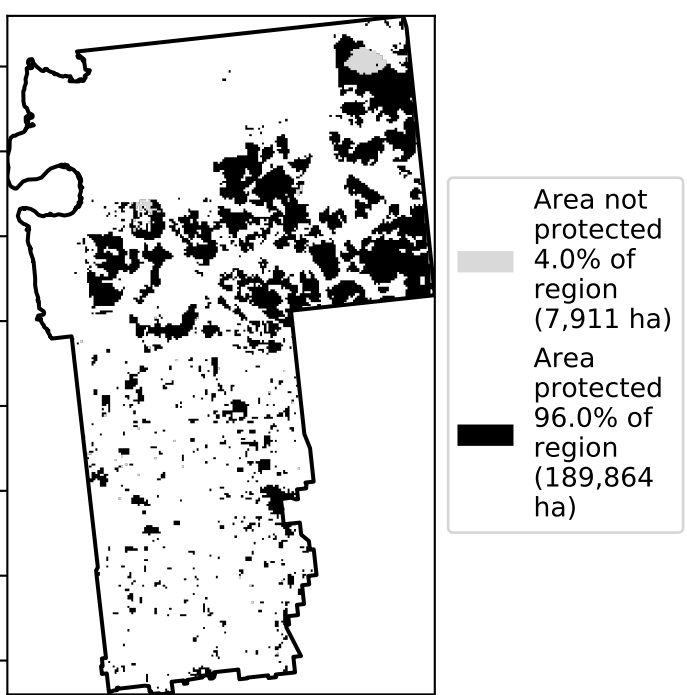 Area not
protected
4.0% of
region
(7,911 ha)
Area
protected
96.0% of
region
(189,864
ha)